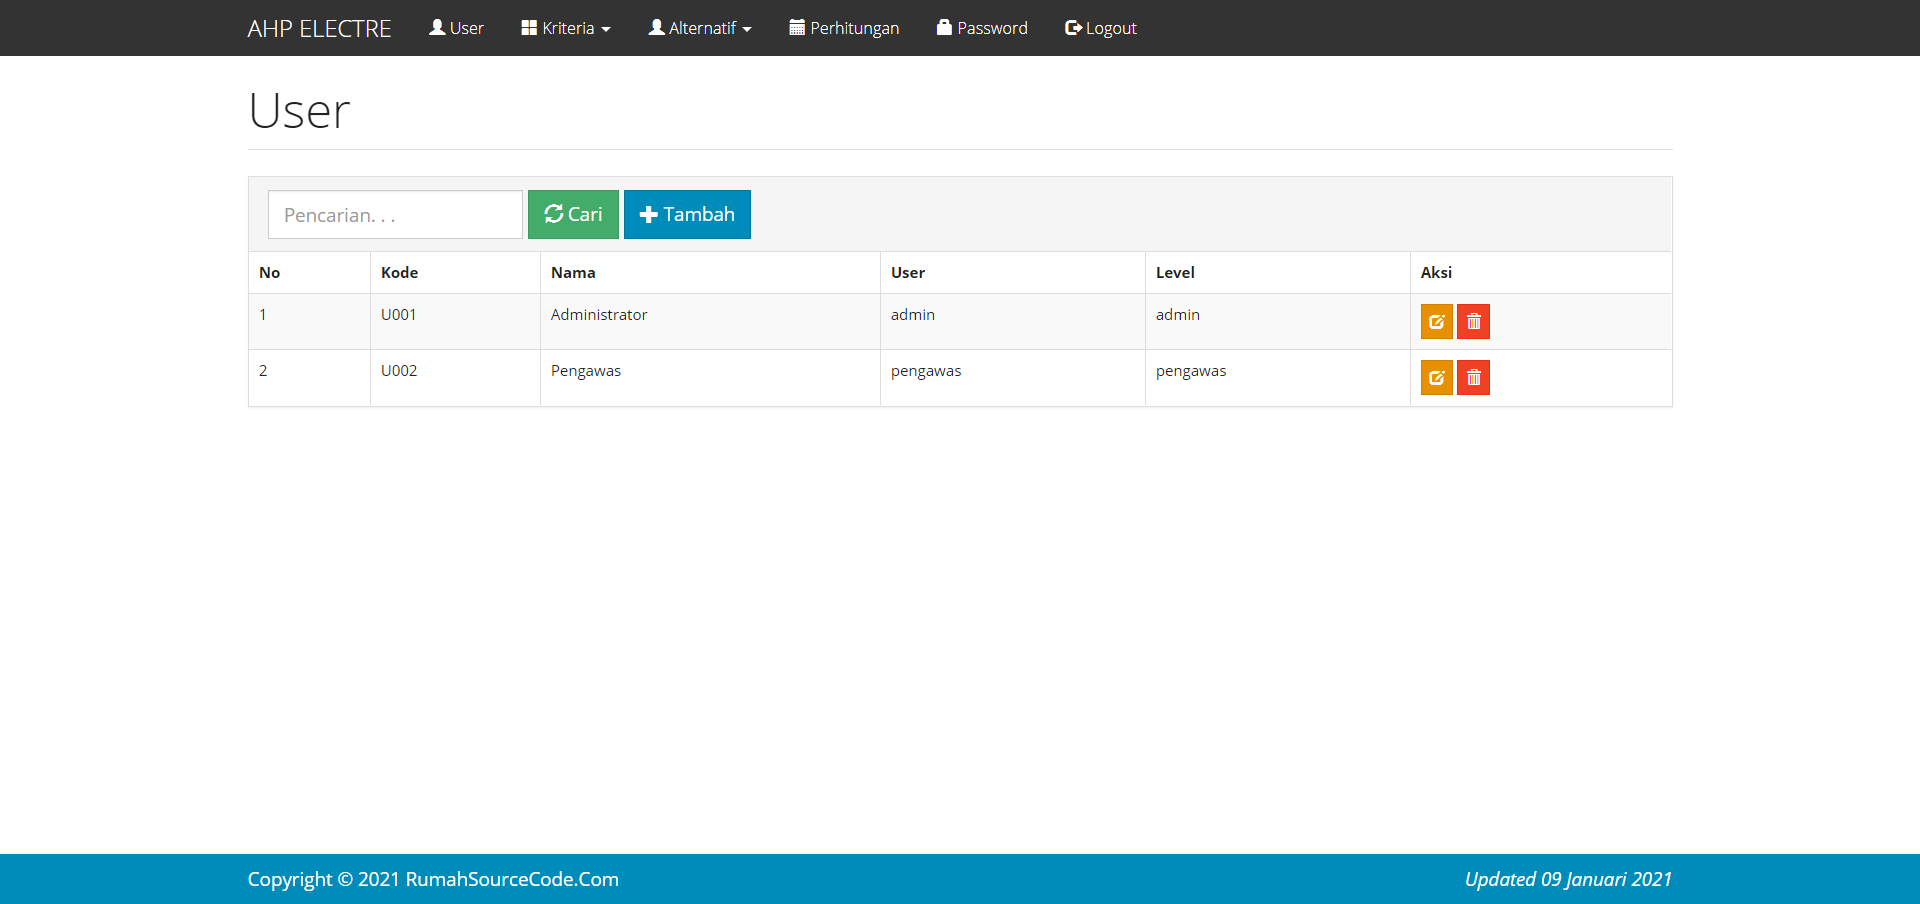 AHP ELECTRE User Kriteria Alternatif Perhitungan Password Logout
User
Pencarian. . . Cari Tambah
No Kode Nama User Level Aksi
1 U001 Administrator admin admin
2 U002 Pengawas pengawas pengawas
Copyright © 2021 RumahSourceCode.Com Updated 09 Januari 2021